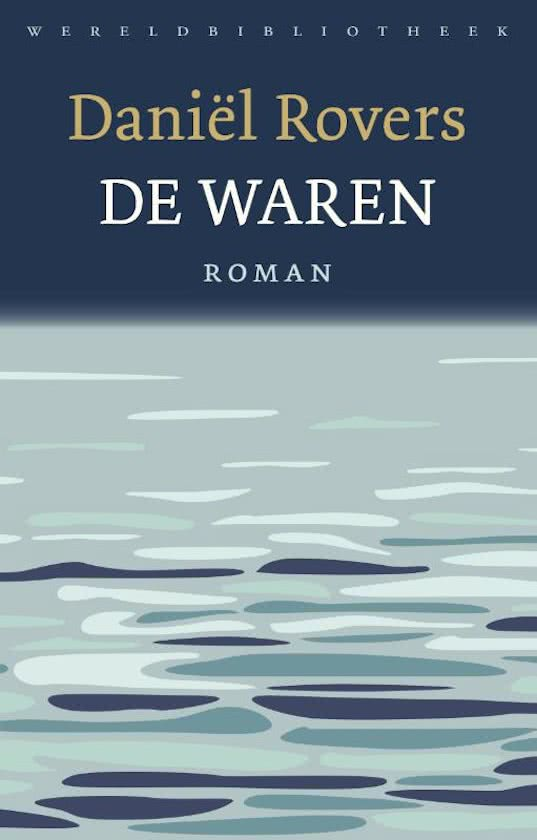 WERELDBIBLIOTHEEK
Daniël Rovers
DE WAREN
ROMAN